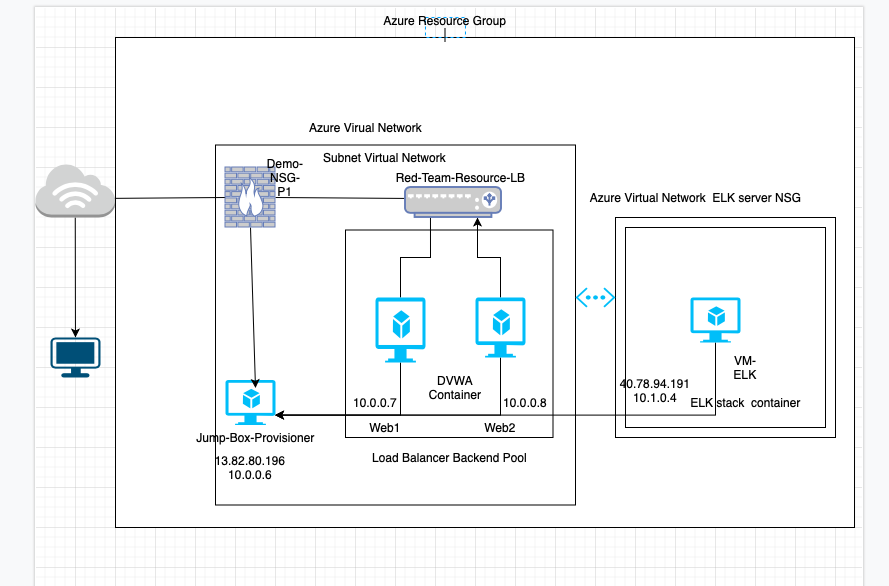 Azure Resource Group
Azure Virual Network
Subnet Virtual Network
Demo-
NSG-
P1
Red-Team-Resource-LB
Azure Virtual Network  ELK server NSG
VM-
ELK
DVWA
Container
40.78.94.191
10.1.0.4
ELK stack  container
10.0.0.7
10.0.0.8
Web1
Web2
Jump-Box-Provisioner
13.82.80.196
10.0.0.6
Load Balancer Backend Pool